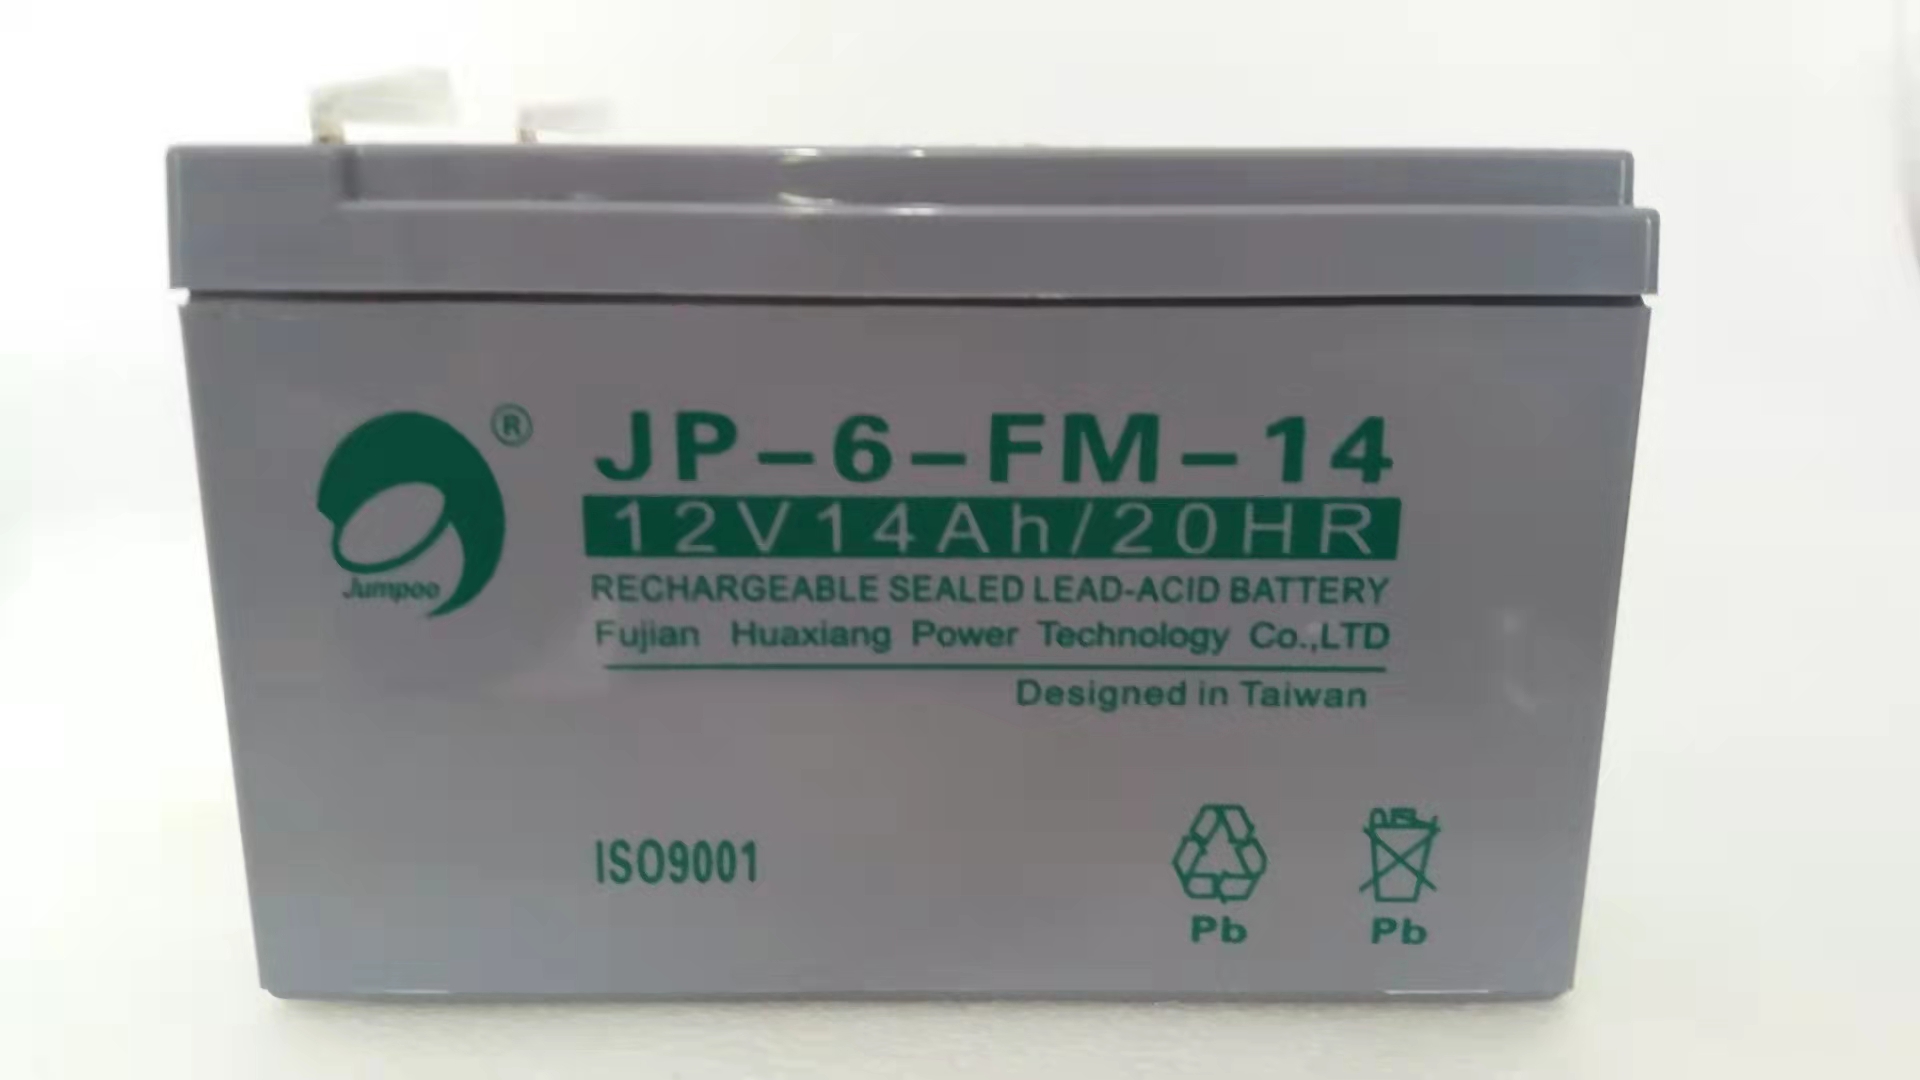 ®
JP-6-FM-14
12V14Ah/20HR
Jumpoo
RECHARGEABLE SEALED LEAD-ACID BATTERY
Fujian Huaxiang Power Technology Co.,LTD
Designed in Taiwan
ISO9001
Pb
Pb